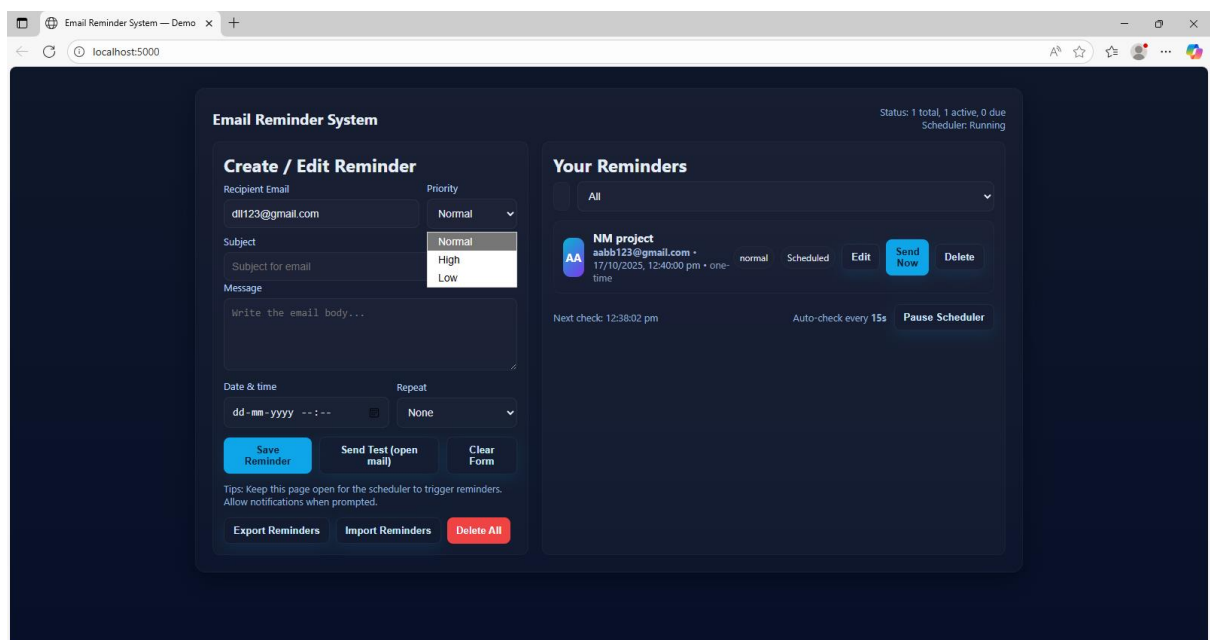 Email Reminder System — Demo
localhost:5000
Email Reminder System
Status: 1 total, 1 active, 0 due
Scheduler: Running
Create / Edit Reminder
Recipient Email
Priority
dll123@gmail.com
Normal
Subject
Normal
High
Low
Subject for email
Message
Write the email body...
Date & time
Repeat
dd-mm-yyyy --:--
None
Save
Reminder
Send Test (open
mail)
Clear
Form
Tips: Keep this page open for the scheduler to trigger reminders.
Allow notifications when prompted.
Export Reminders
Import Reminders
Delete All
Your Reminders
All
AA
NM project
aabb123@gmail.com •
17/10/2025, 12:40:00 pm • one-
time
normal
Scheduled
Edit
Send
Now
Delete
Next check: 12:38:02 pm
Auto-check every 15s
Pause Scheduler